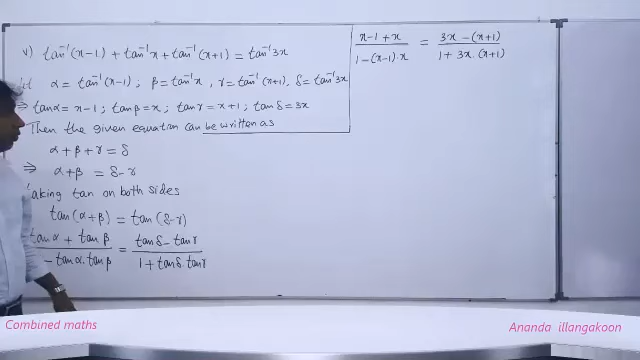 v) tan⁻¹(x-1) + tan⁻¹x + tan⁻¹(x+1) = tan⁻¹3x
α = tan⁻¹(x-1) ; β = tan⁻¹x , γ = tan⁻¹(x+1), δ = tan⁻¹3x
⇒ tanα = x-1 ; tanβ = x , tanγ = x+1 ; tanδ = 3x
Then the given equation can be written as
α + β + γ = δ
⇒ α + β = δ - γ
taking tan on both sides
tan(α+β) = tan(δ-γ)
(tanα + tanβ)/(- tanα.tanβ) = (tanδ - tanγ)/(1 + tanδ.tanγ)
(x-1+x)/(1-(x-1).x) = (3x-(x+1))/(1+3x.(x+1))
Combined maths
Ananda illangakoon